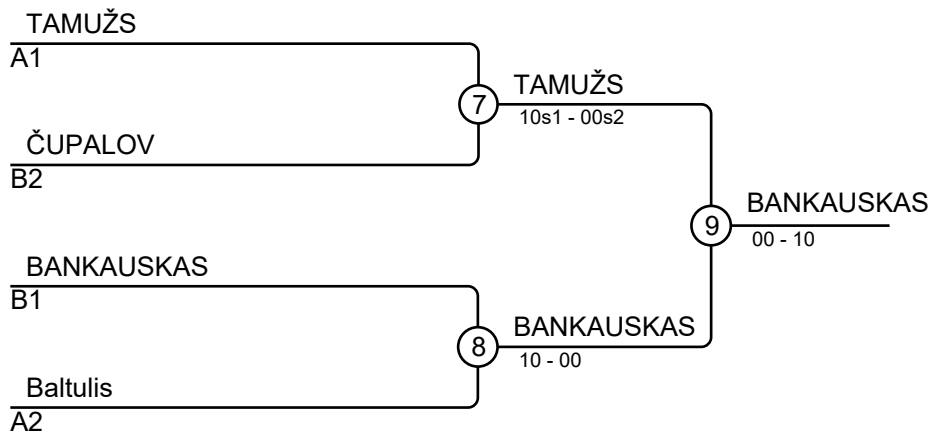 TAMUŽS
A1
7
TAMUŽS
10s1 - 00s2
ČUPALOV
B2
9
BANKAUSKAS
00 - 10
BANKAUSKAS
B1
8
BANKAUSKAS
10 - 00
Baltulis
A2